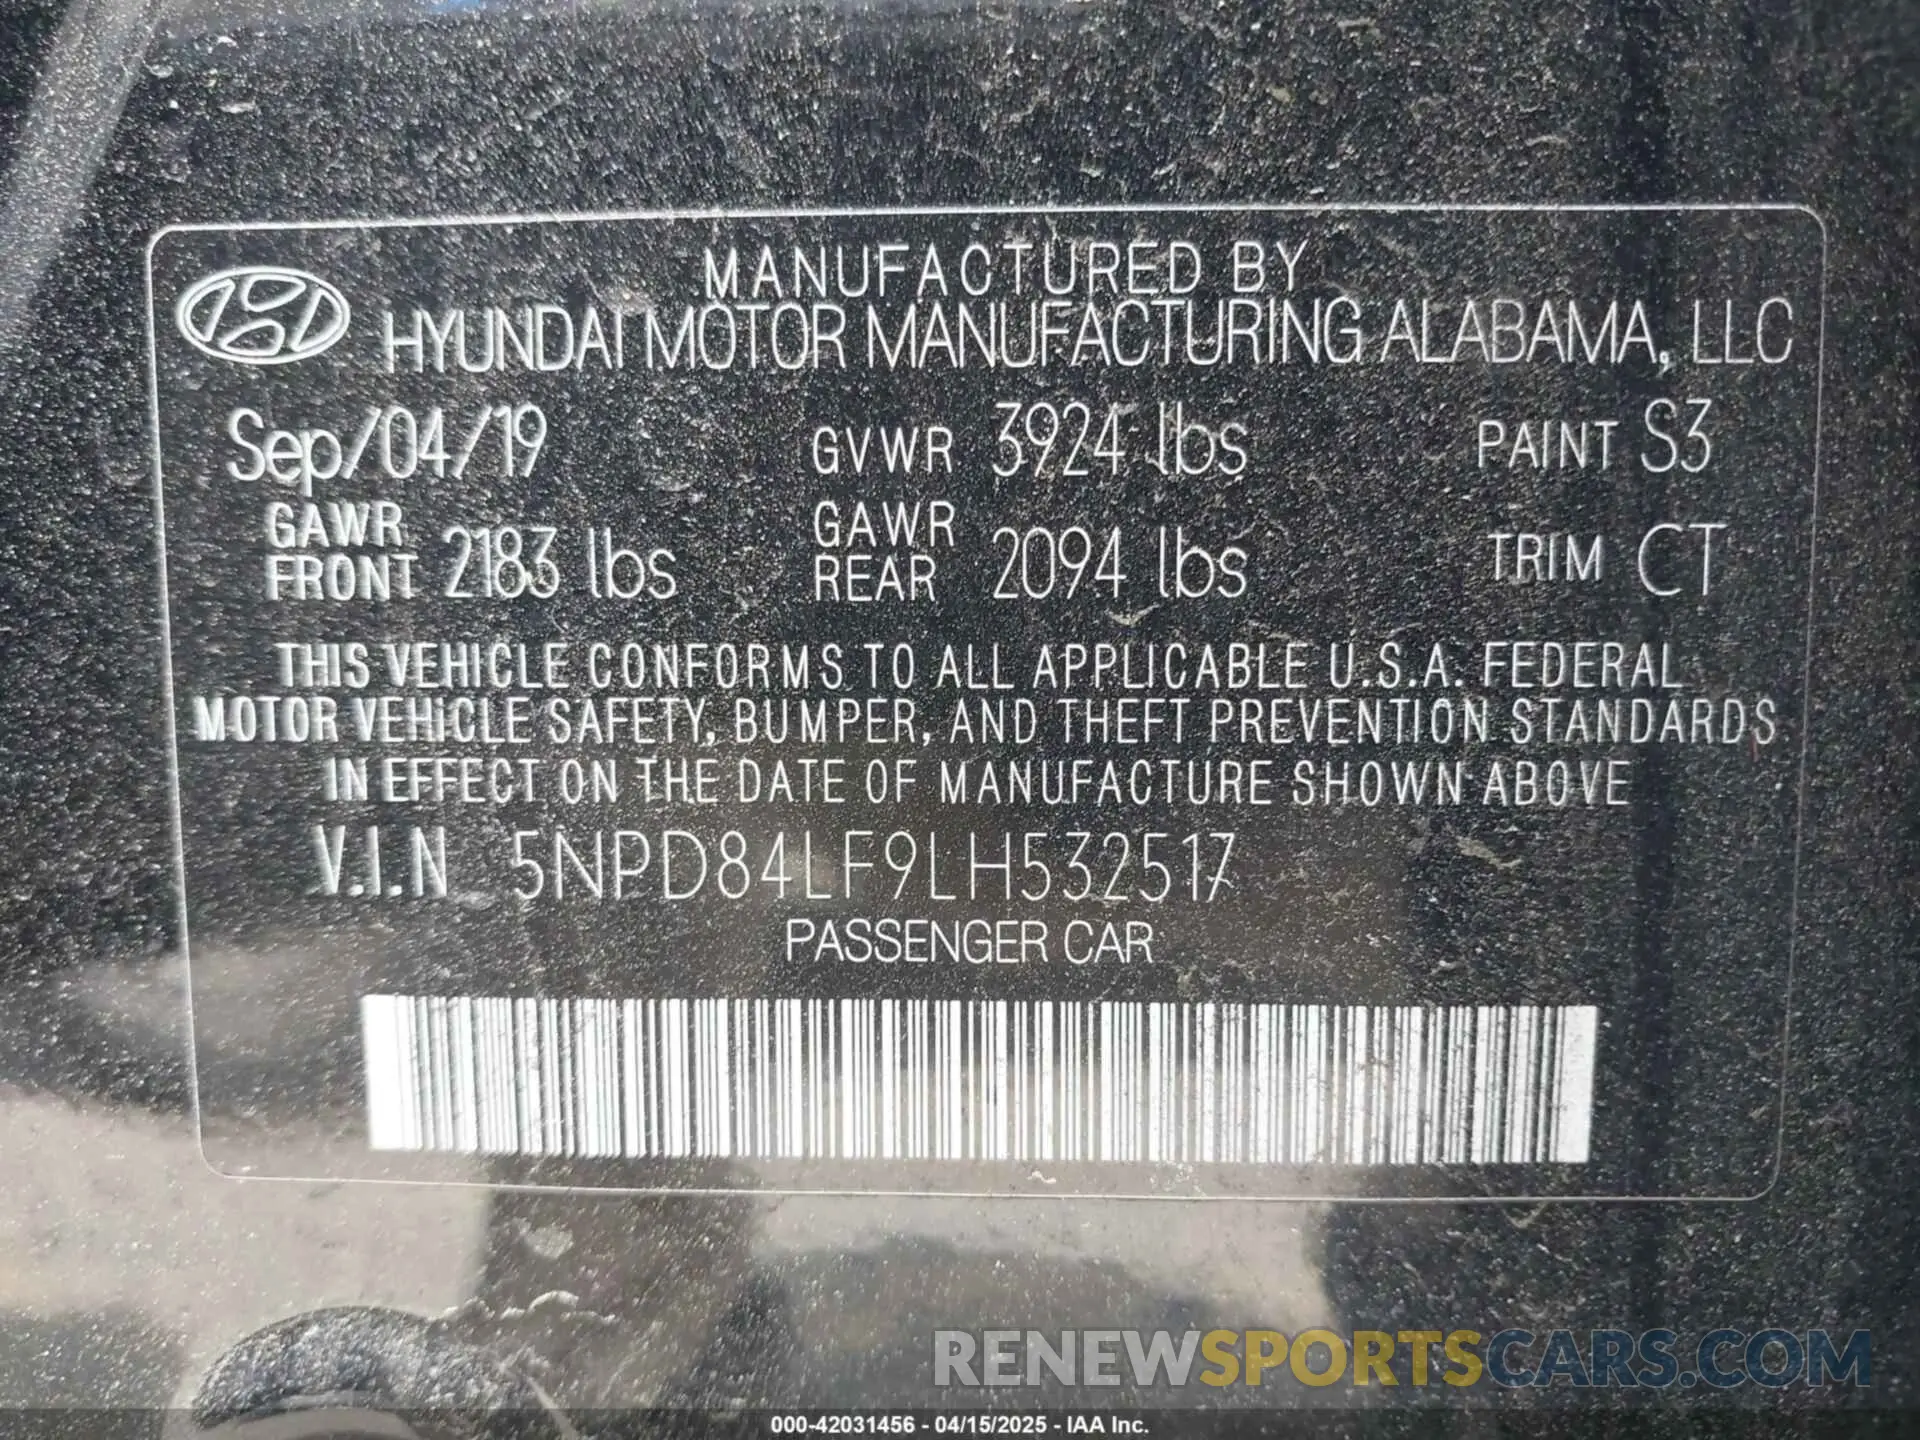 MANUFACTURED BY
HYUNDAI MOTOR MANUFACTURING ALABAMA, LLC
Sep/04/19 GVWR 3924 lbs PAINT S3
GAWR FRONT 2183 lbs GAWR REAR 2094 lbs TRIM CT
THIS VEHICLE CONFORMS TO ALL APPLICABLE U.S.A. FEDERAL
MOTOR VEHICLE SAFETY, BUMPER, AND THEFT PREVENTION STANDARDS
IN EFFECT ON THE DATE OF MANUFACTURE SHOWN ABOVE
V.I.N 5NPD84LF9LH532517
PASSENGER CAR
RENEWSPORTSCARS.COM
000-42031456 - 04/15/2025 - IAA Inc.